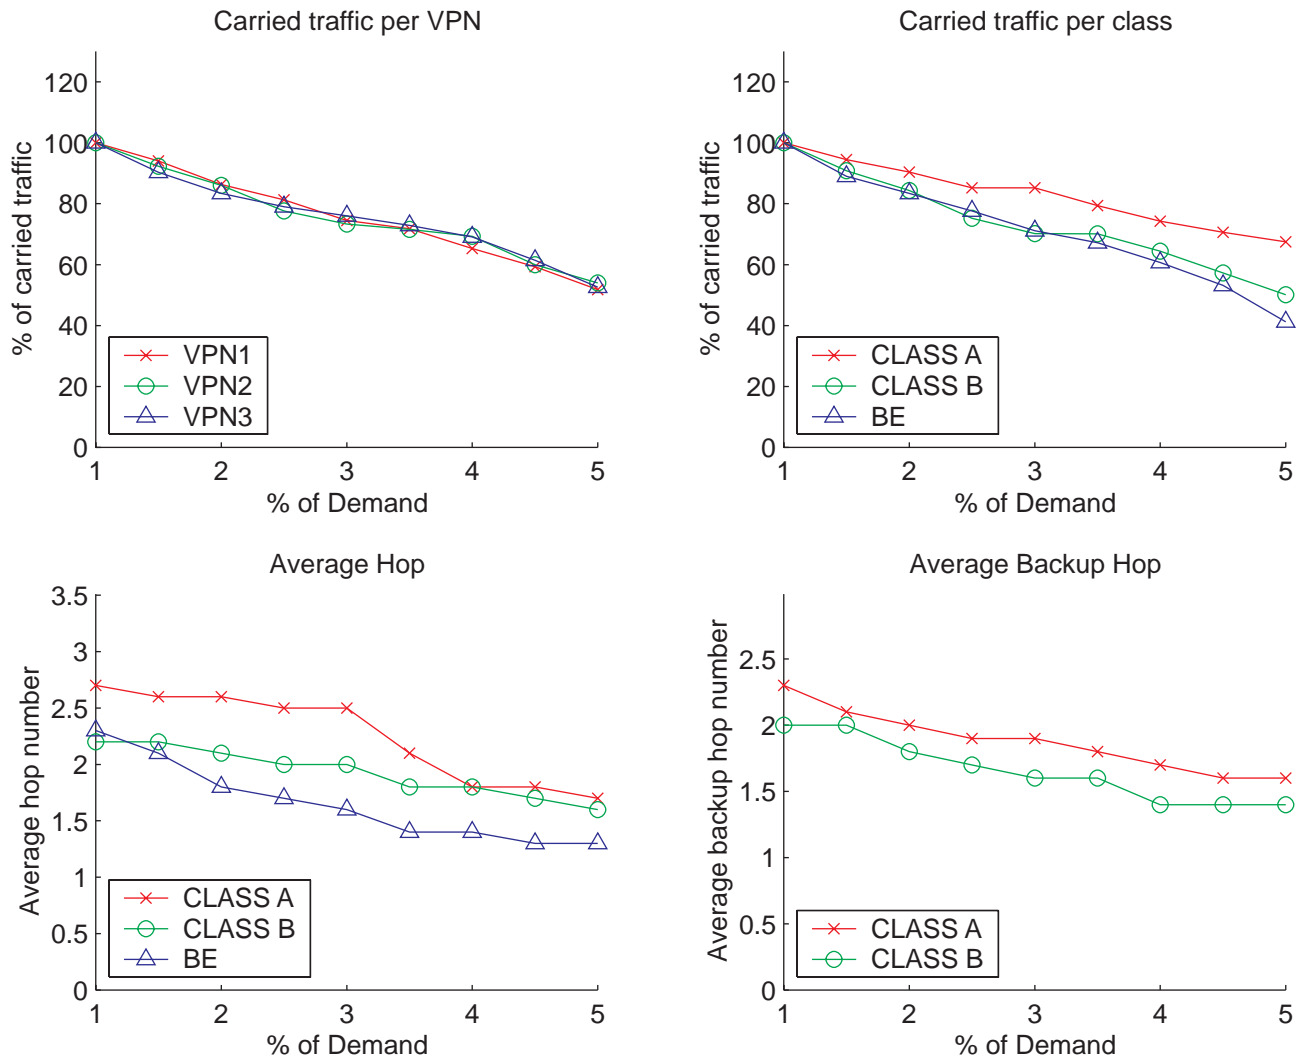 Carried traffic per VPN
% of carried traffic
120
100
80
60
40
20
0
VPN1
VPN2
VPN3
1 2 3 4 5
% of Demand
Carried traffic per class
% of carried traffic
120
100
80
60
40
20
0
CLASS A
CLASS B
BE
1 2 3 4 5
% of Demand
Average Hop
Average hop number
3.5
3
2.5
2
1.5
1
0.5
0
CLASS A
CLASS B
BE
1 2 3 4 5
% of Demand
Average Backup Hop
Average backup hop number
2.5
2
1.5
1
0.5
0
CLASS A
CLASS B
1 2 3 4 5
% of Demand